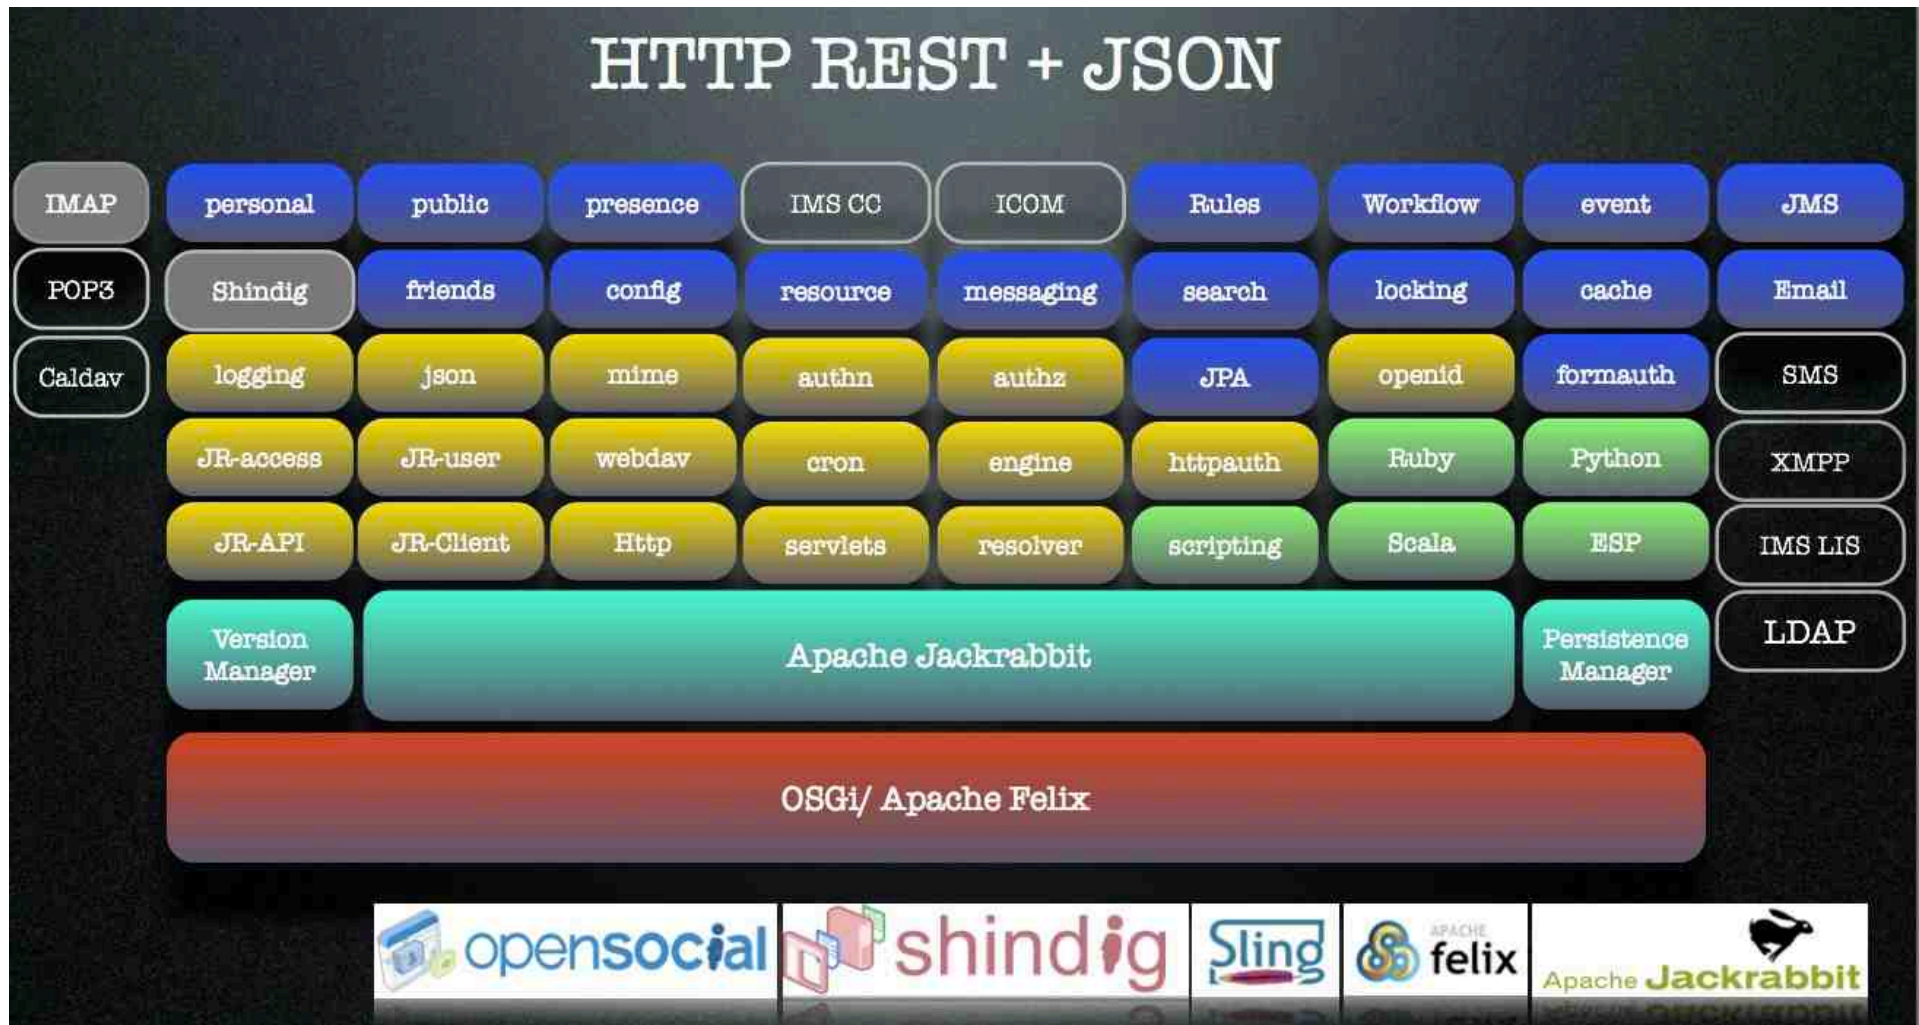 HTTP REST + JSON
IMAP personal public presence IMS CC ICOM Rules Workflow event JMS
POP3 Shindig friends config resource messaging search locking cache Email
Caldav logging json mime authn authz JPA openid formauth SMS
JR-access JR-user webdav cron engine httpauth Ruby Python XMPP
JR-API JR-Client Http servlets resolver scripting Scala ESP IMS LIS
Version
Manager
Apache Jackrabbit
Persistence
Manager
LDAP
OSGi/ Apache Felix
opensocial
shindig
Sling
APACHE
felix
Apache Jackrabbit